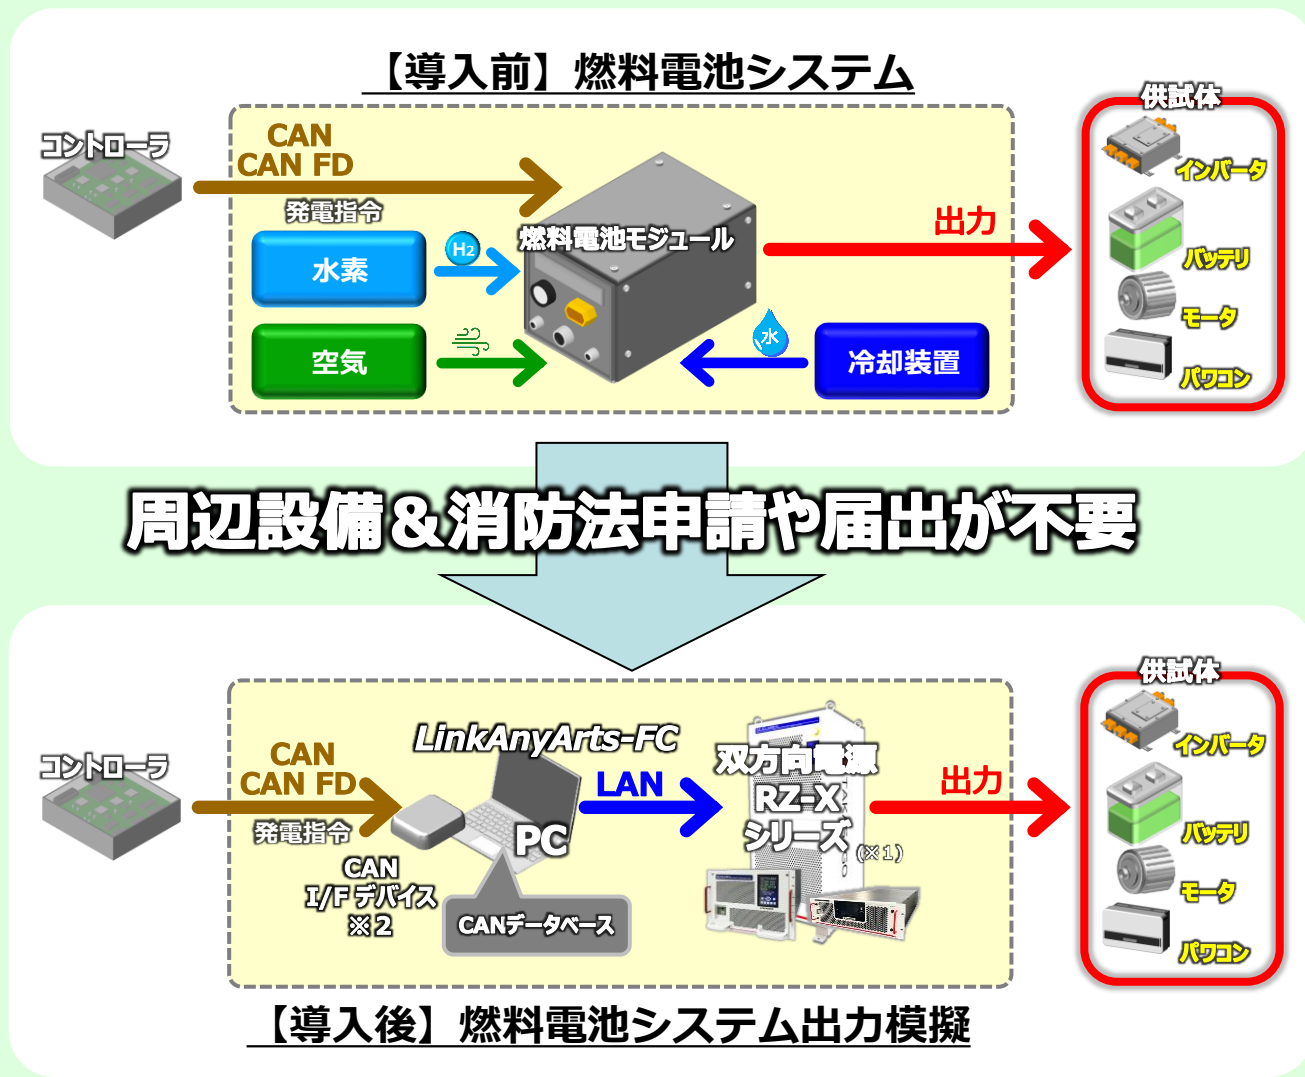 【導入前】燃料電池システム
コントローラ
CAN
CAN FD
発電指令
水素
H2
燃料電池モジュール
空気
水
冷却装置
出力
供試体
インバータ
バッテリ
モータ
パワコン
周辺設備&消防法申請や届出が不要
コントローラ
CAN
CAN FD
発電指令
CAN
I/Fデバイス
※2
LinkAnyArts-FC
PC
CANデータベース
LAN
双方向電源
RZ-X
シリーズ
(※1)
出力
供試体
インバータ
バッテリ
モータ
パワコン
【導入後】燃料電池システム出力模擬